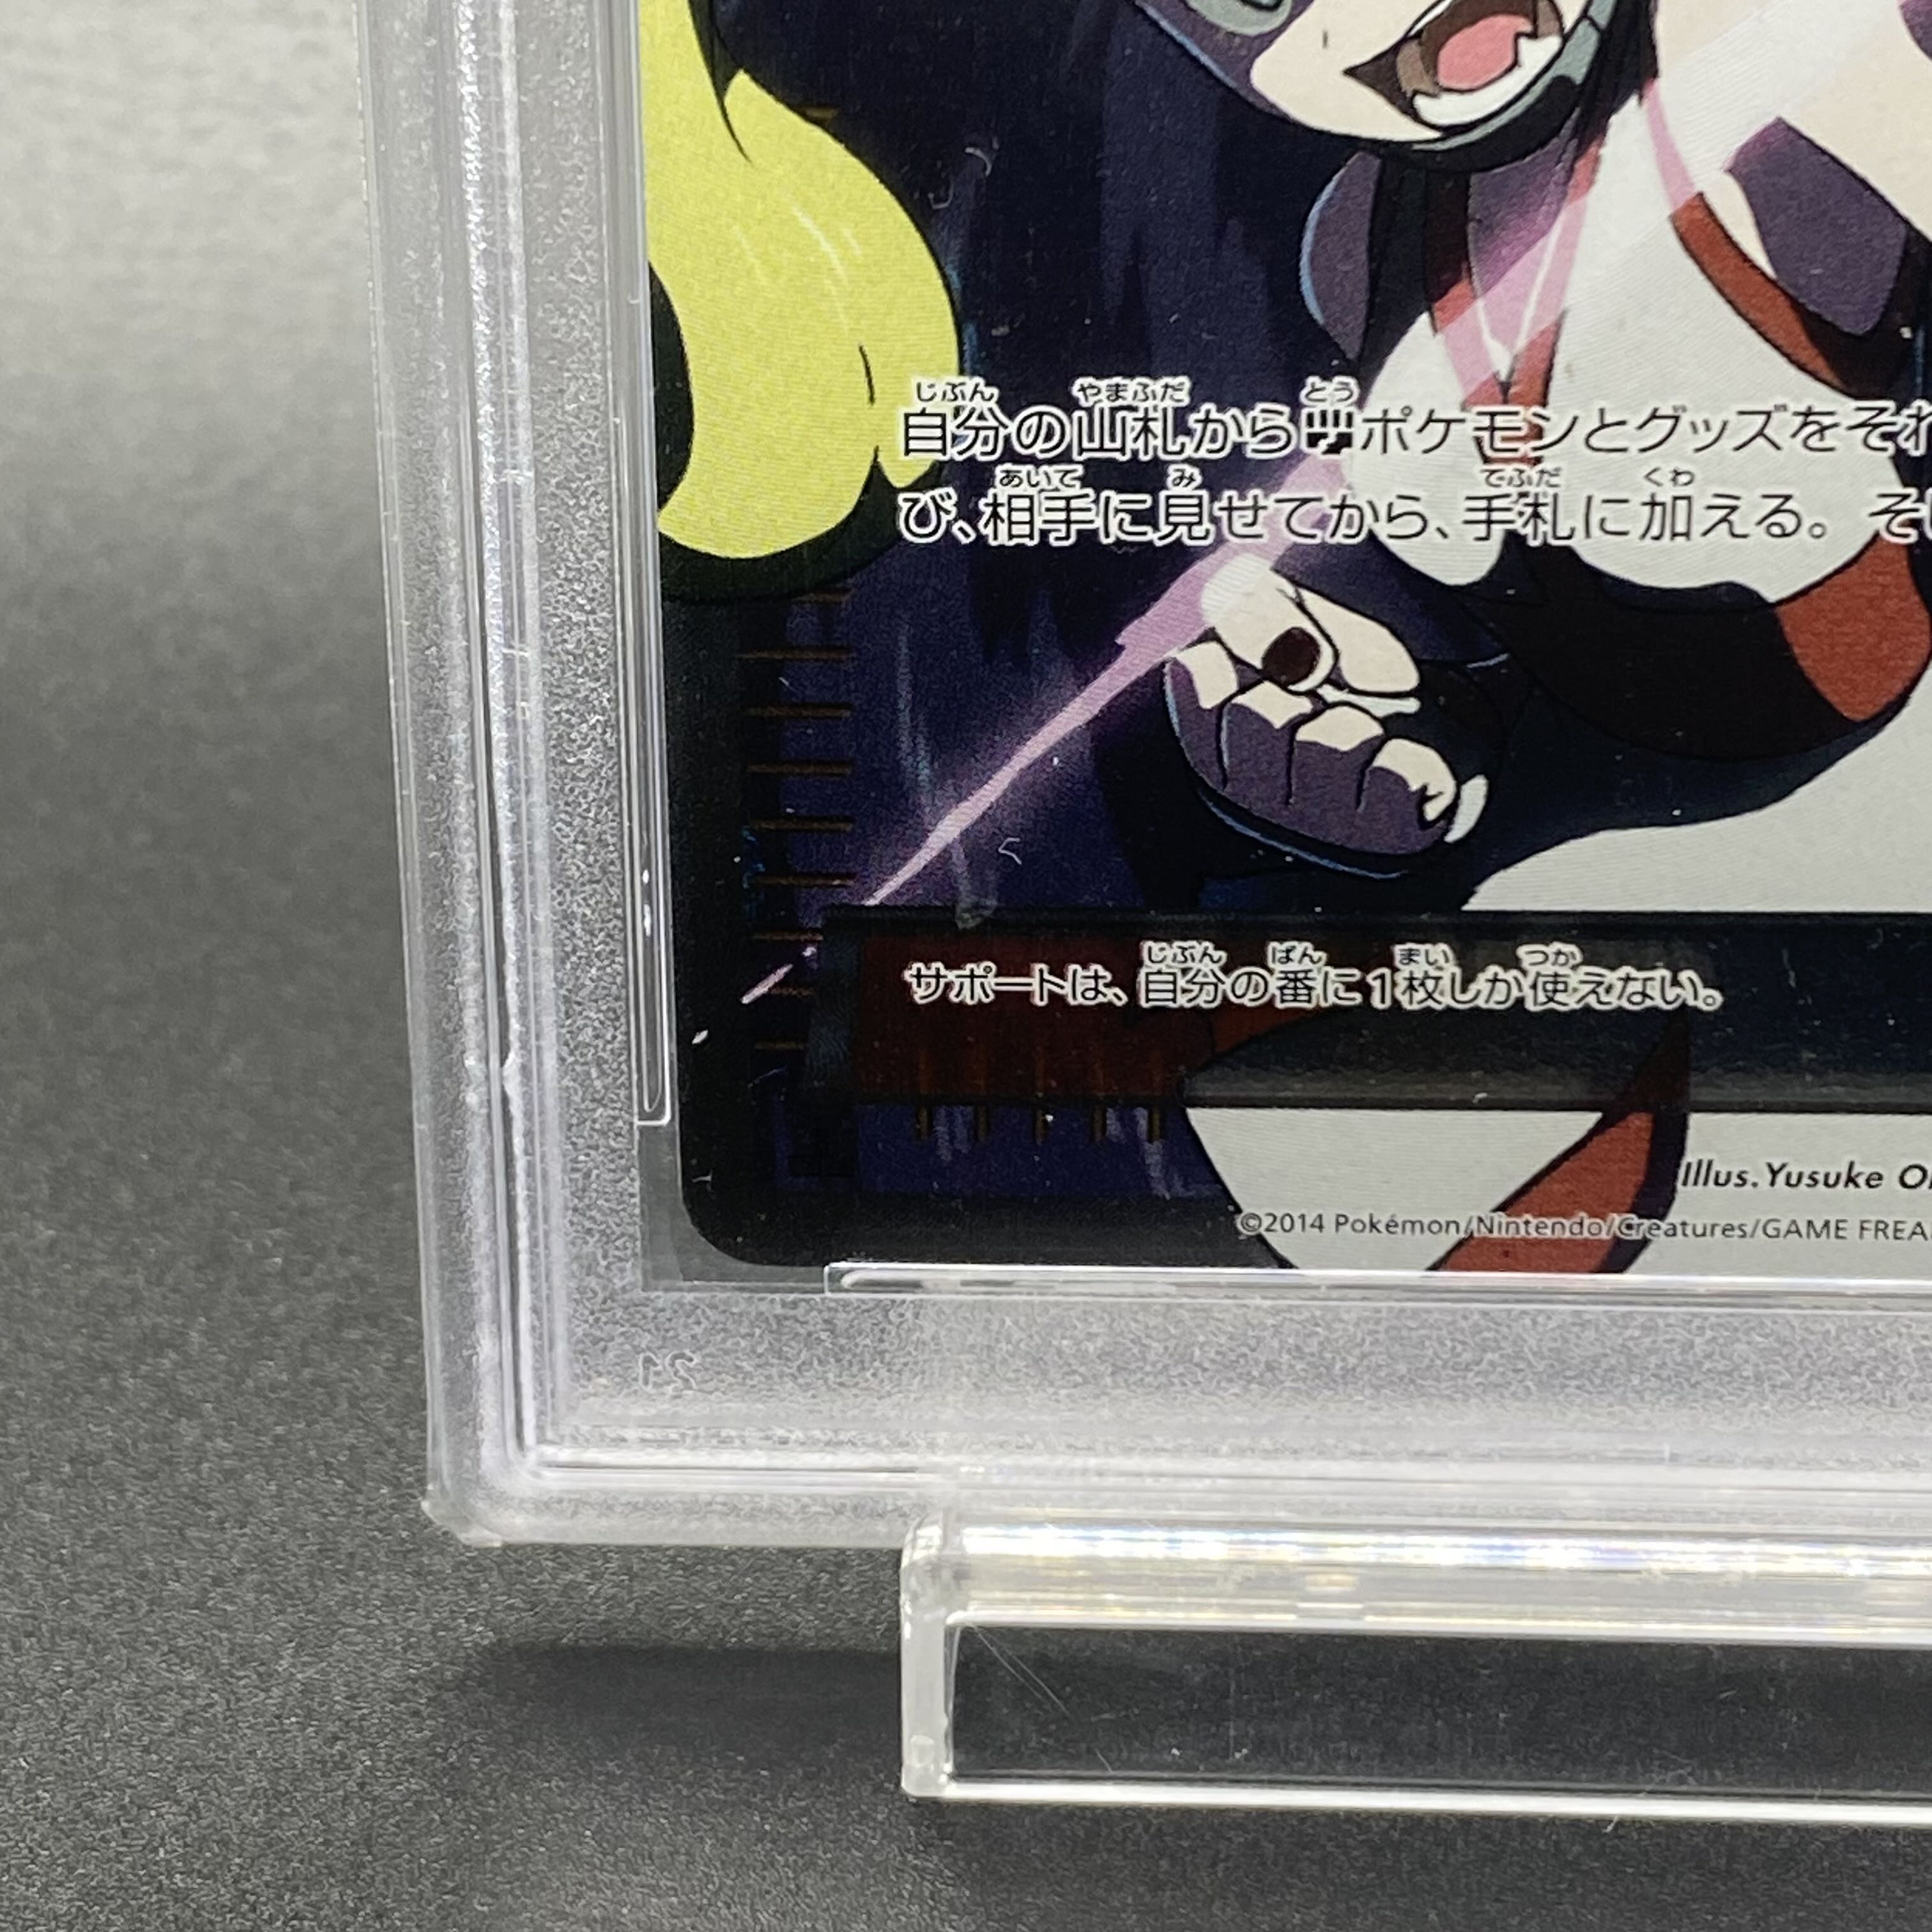 自分の山札から闘ポケモンとグッズをそれ
び、相手に見せてから、手札に加える。そし
サポートは、自分の番に1枚しか使えない。
Illus.Yusuke
©2014 Pokémon/Nintendo/Creatures/GAME FREA
21